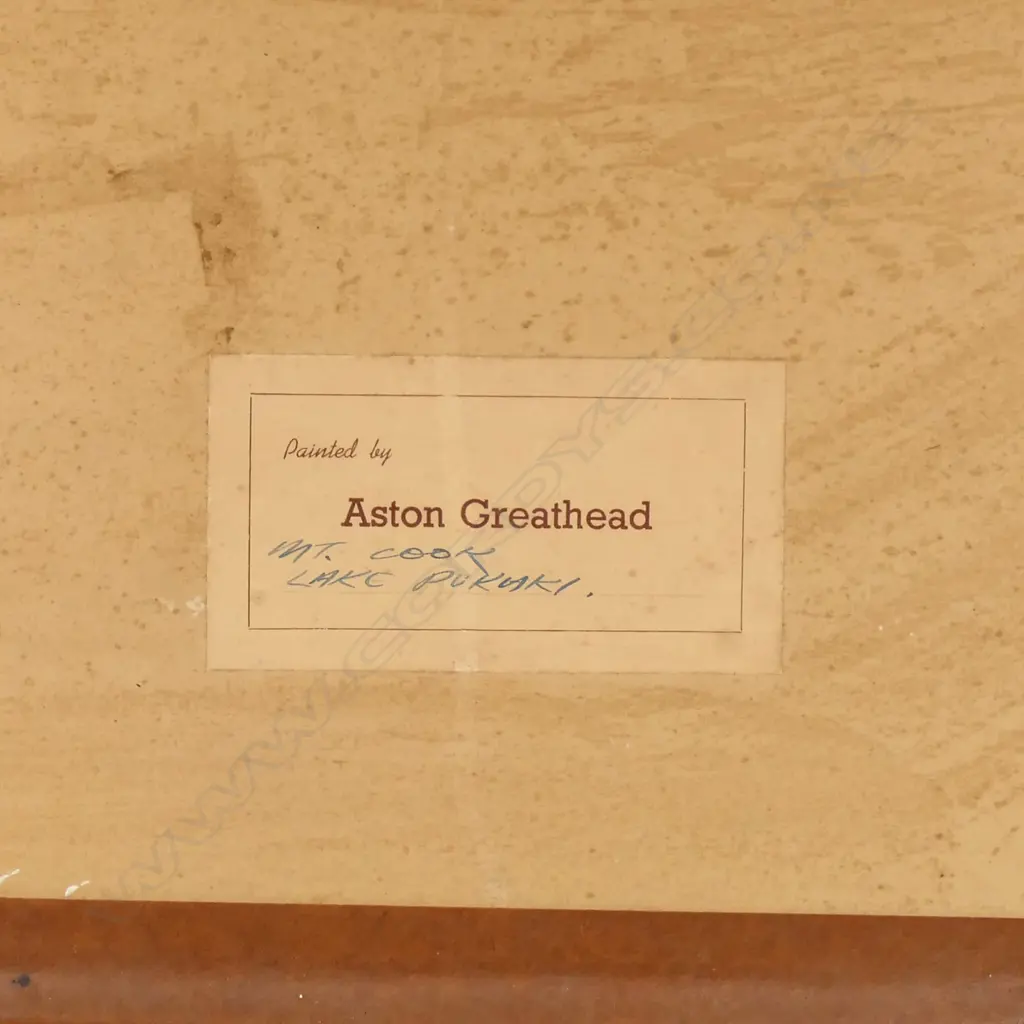 Painted by
Aston Greathead
MT. COOK
LAKE PUKAKI.